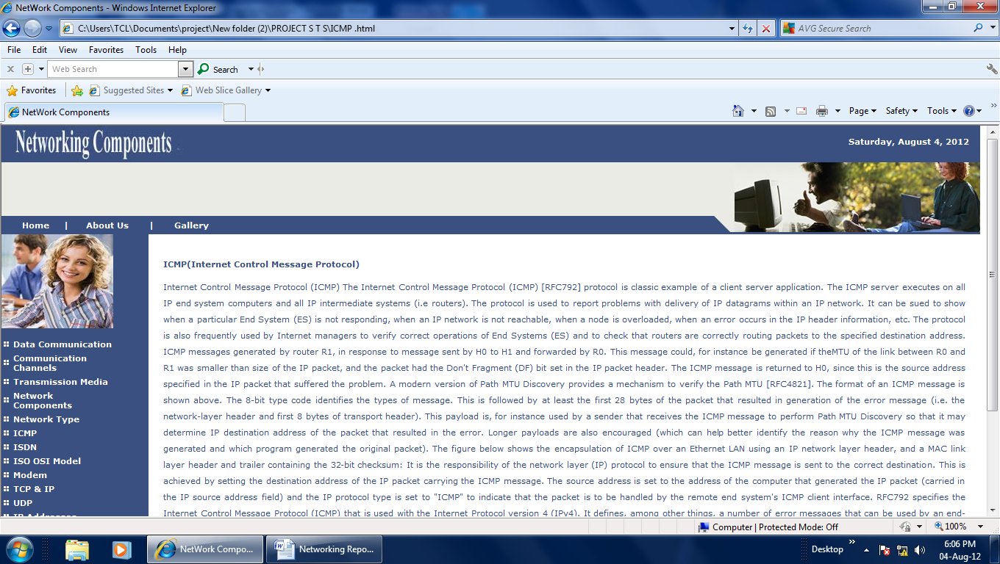 NetWork Components - Windows Internet Explorer
C:\Users\TCL\Documents\project\New folder (2)\PROJECT S T S\ICMP .html
AVG Secure Search
File Edit View Favorites Tools Help
Web Search
Search
Favorites
Suggested Sites
Web Slice Gallery
NetWork Components
Page
Safety
Tools
Networking Components
Saturday, August 4, 2012
Home | About Us | Gallery
Data Communication
Communication
Channels
Transmission Media
Network
Components
Network Type
ICMP
ISDN
ISO OSI Model
Modem
TCP & IP
UDP
IP Addresses
ICMP(Internet Control Message Protocol)
Internet Control Message Protocol (ICMP) The Internet Control Message Protocol (ICMP) [RFC792] protocol is classic example of a client server application. The ICMP server executes on all
IP end system computers and all IP intermediate systems (i.e routers). The protocol is used to report problems with delivery of IP datagrams within an IP network. It can be sued to show
when a particular End System (ES) is not responding, when an IP network is not reachable, when a node is overloaded, when an error occurs in the IP header information, etc. The protocol
is also frequently used by Internet managers to verify correct operations of End Systems (ES) and to check that routers are correctly routing packets to the specified destination address.
ICMP messages generated by router R1, in response to message sent by H0 to H1 and forwarded by R0. This message could, for instance be generated if theMTU of the link between R0 and
R1 was smaller than size of the IP packet, and the packet had the Don't Fragment (DF) bit set in the IP packet header. The ICMP message is returned to H0, since this is the source address
specified in the IP packet that suffered the problem. A modern version of Path MTU Discovery provides a mechanism to verify the Path MTU [RFC4821]. The format of an ICMP message is
shown above. The 8-bit type code identifies the types of message. This is followed by at least the first 28 bytes of the packet that resulted in generation of the error message (i.e. the
network-layer header and first 8 bytes of transport header). This payload is, for instance used by a sender that receives the ICMP message to perform Path MTU Discovery so that it may
determine IP destination address of the packet that resulted in the error. Longer payloads are also encouraged (which can help better identify the reason why the ICMP message was
generated and which program generated the original packet). The figure below shows the encapsulation of ICMP over an Ethernet LAN using an IP network layer header, and a MAC link
layer header and trailer containing the 32-bit checksum: It is the responsibility of the network layer (IP) protocol to ensure that the ICMP message is sent to the correct destination. This is
achieved by setting the destination address of the IP packet carrying the ICMP message. The source address is set to the address of the computer that generated the IP packet (carried in
the IP source address field) and the IP protocol type is set to "ICMP" to indicate that the packet is to be handled by the remote end system's ICMP client interface. RFC792 specifies the
Internet Control Message Protocol (ICMP) that is used with the Internet Protocol version 4 (IPv4). It defines, among other things, a number of error messages that can be used by an end-
Computer | Protected Mode: Off
100%
NetWork Compo...
Networking Repo...
Desktop
6:06 PM
04-Aug-12